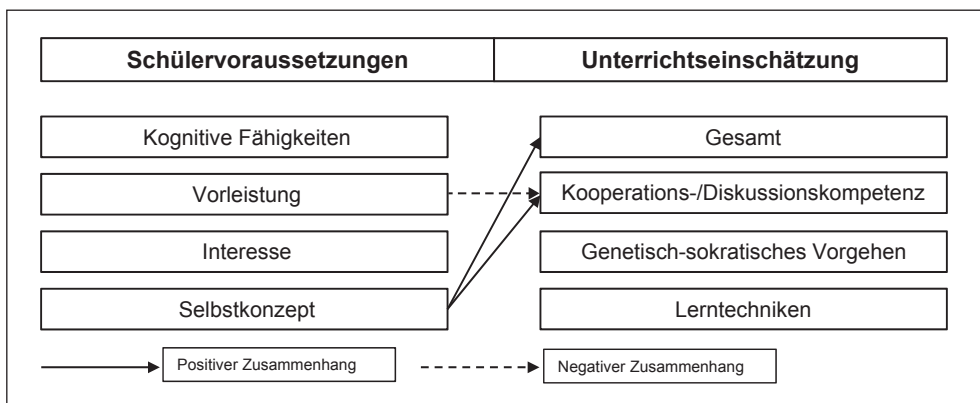 Schülervoraussetzungen Unterrichtseinschätzung
Kognitive Fähigkeiten Gesamt
Vorleistung Kooperations-/Diskussionskompetenz
Interesse Genetisch-sokratisches Vorgehen
Selbstkonzept Lerntechniken
Positiver Zusammenhang Negativer Zusammenhang